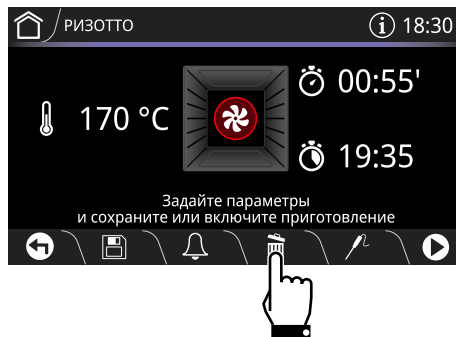 РИЗОТТО
18:30
170 °C
00:55'
19:35
Задайте параметры
и сохраните или включите приготовление